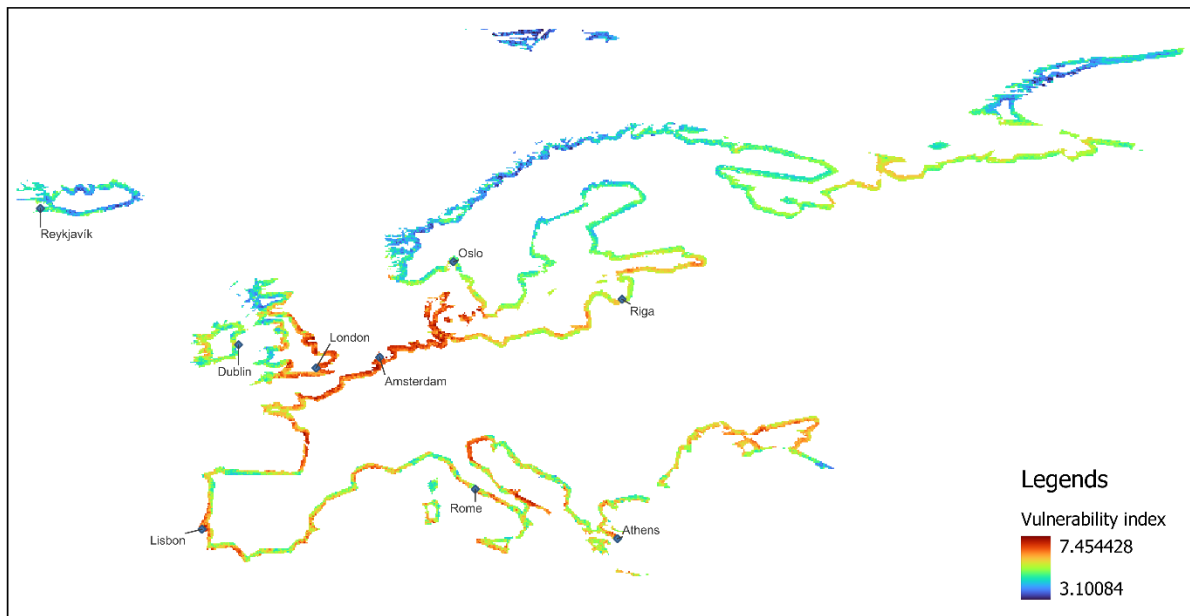 Reykjavík
Oslo
Riga
London
Dublin
Amsterdam
Rome
Lisbon
Athens
Legends
Vulnerability index
7.454428
3.10084